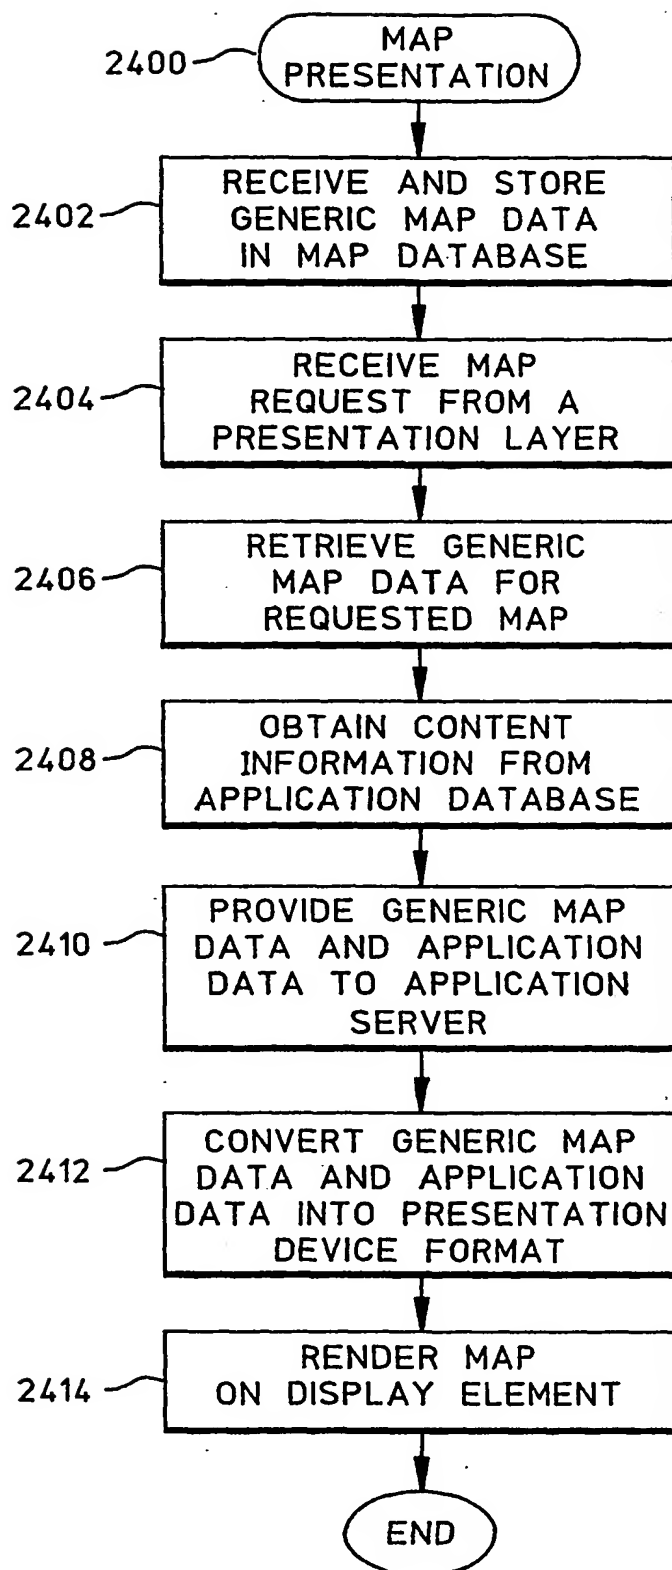 2400
MAP
PRESENTATION
2402
RECEIVE AND STORE
GENERIC MAP DATA
IN MAP DATABASE
2404
RECEIVE MAP
REQUEST FROM A
PRESENTATION LAYER
2406
RETRIEVE GENERIC
MAP DATA FOR
REQUESTED MAP
2408
OBTAIN CONTENT
INFORMATION FROM
APPLICATION DATABASE
2410
PROVIDE GENERIC MAP
DATA AND APPLICATION
DATA TO APPLICATION
SERVER
2412
CONVERT GENERIC MAP
DATA AND APPLICATION
DATA INTO PRESENTATION
DEVICE FORMAT
2414
RENDER MAP
ON DISPLAY ELEMENT
END